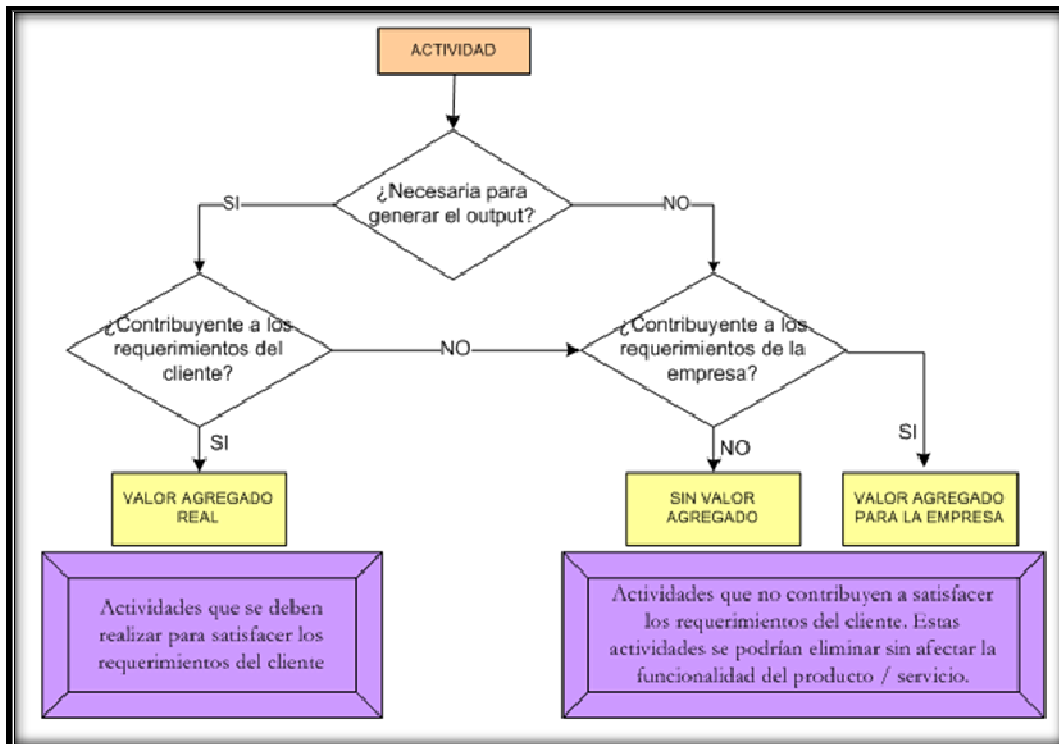 ACTIVIDAD
¿Necesaria para
generar el output?
SI
NO
¿Contribuyente a los
requerimientos del
cliente?
NO
¿Contribuyente a los
requerimientos de la
empresa?
SI
NO
SI
VALOR AGREGADO
REAL
SIN VALOR
AGREGADO
VALOR AGREGADO
PARA LA EMPRESA
Actividades que se deben
realizar para satisfacer los
requerimientos del cliente
Actividades que no contribuyen a satisfacer
los requerimientos del cliente. Estas
actividades se podrían eliminar sin afectar la
funcionalidad del producto / servicio.